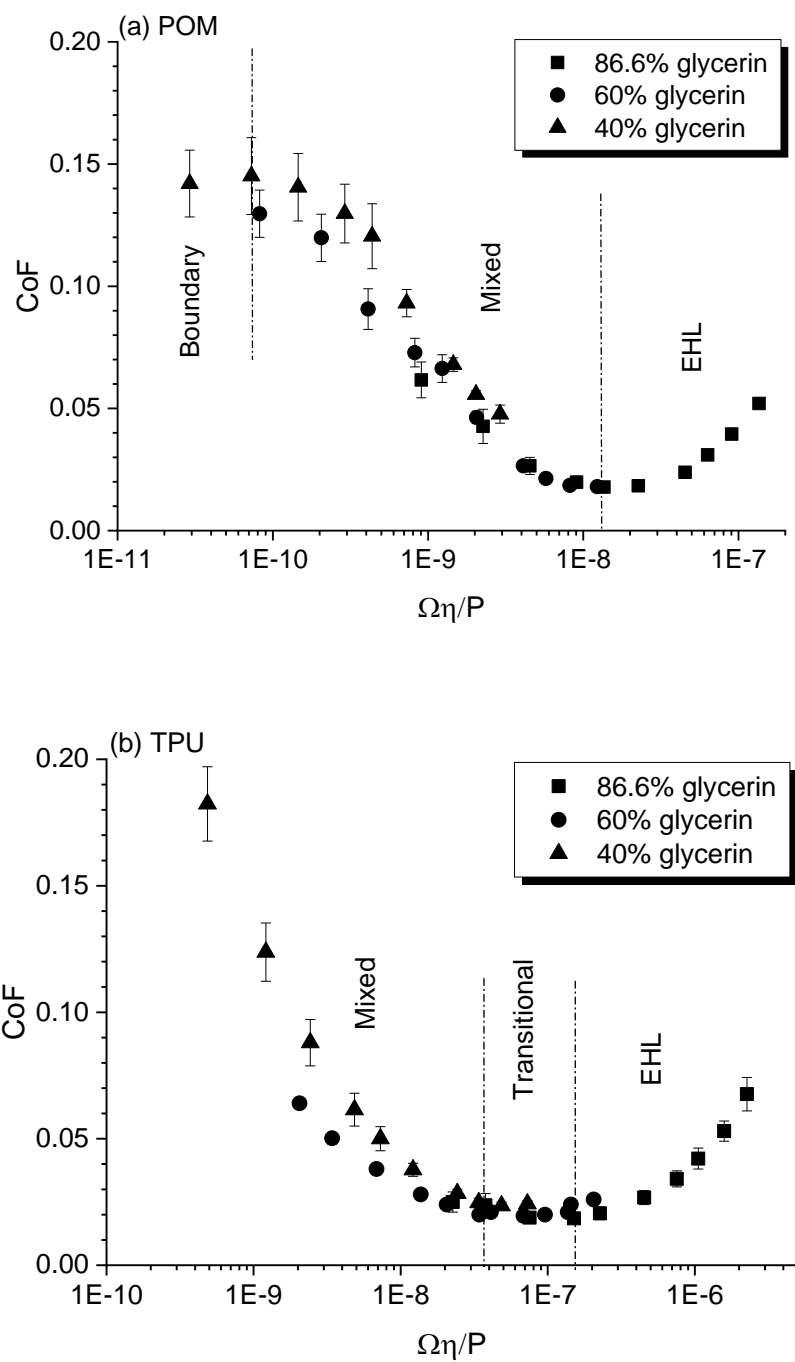 (a) POM
0.20
0.15
0.10
0.05
0.00
CoF
86.6% glycerin
60% glycerin
40% glycerin
Boundary
Mixed
EHL
1E-11
1E-10
1E-9
1E-8
1E-7
Ωη/P
(b) TPU
0.20
0.15
0.10
0.05
0.00
CoF
86.6% glycerin
60% glycerin
40% glycerin
Mixed
Transitional
EHL
1E-10
1E-9
1E-8
1E-7
1E-6
Ωη/P